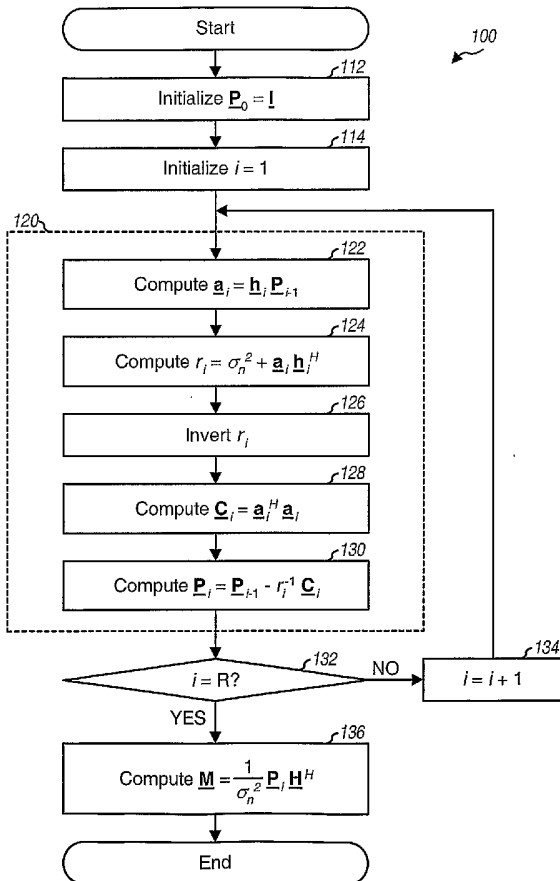 Start
100
112
Initialize P₀ = I
114
Initialize i = 1
120
122
Compute aᵢ = hᵢ Pᵢ₋₁
124
Compute rᵢ = σₙ² + aᵢ hᵢᴴ
126
Invert rᵢ
128
Compute Cᵢ = aᵢᴴ aᵢ
130
Compute Pᵢ = Pᵢ₋₁ - rᵢ⁻¹ Cᵢ
132
i = R?
NO
134
i = i + 1
YES
136
Compute M = 1/σₙ² Pᵢ Hᴴ
End